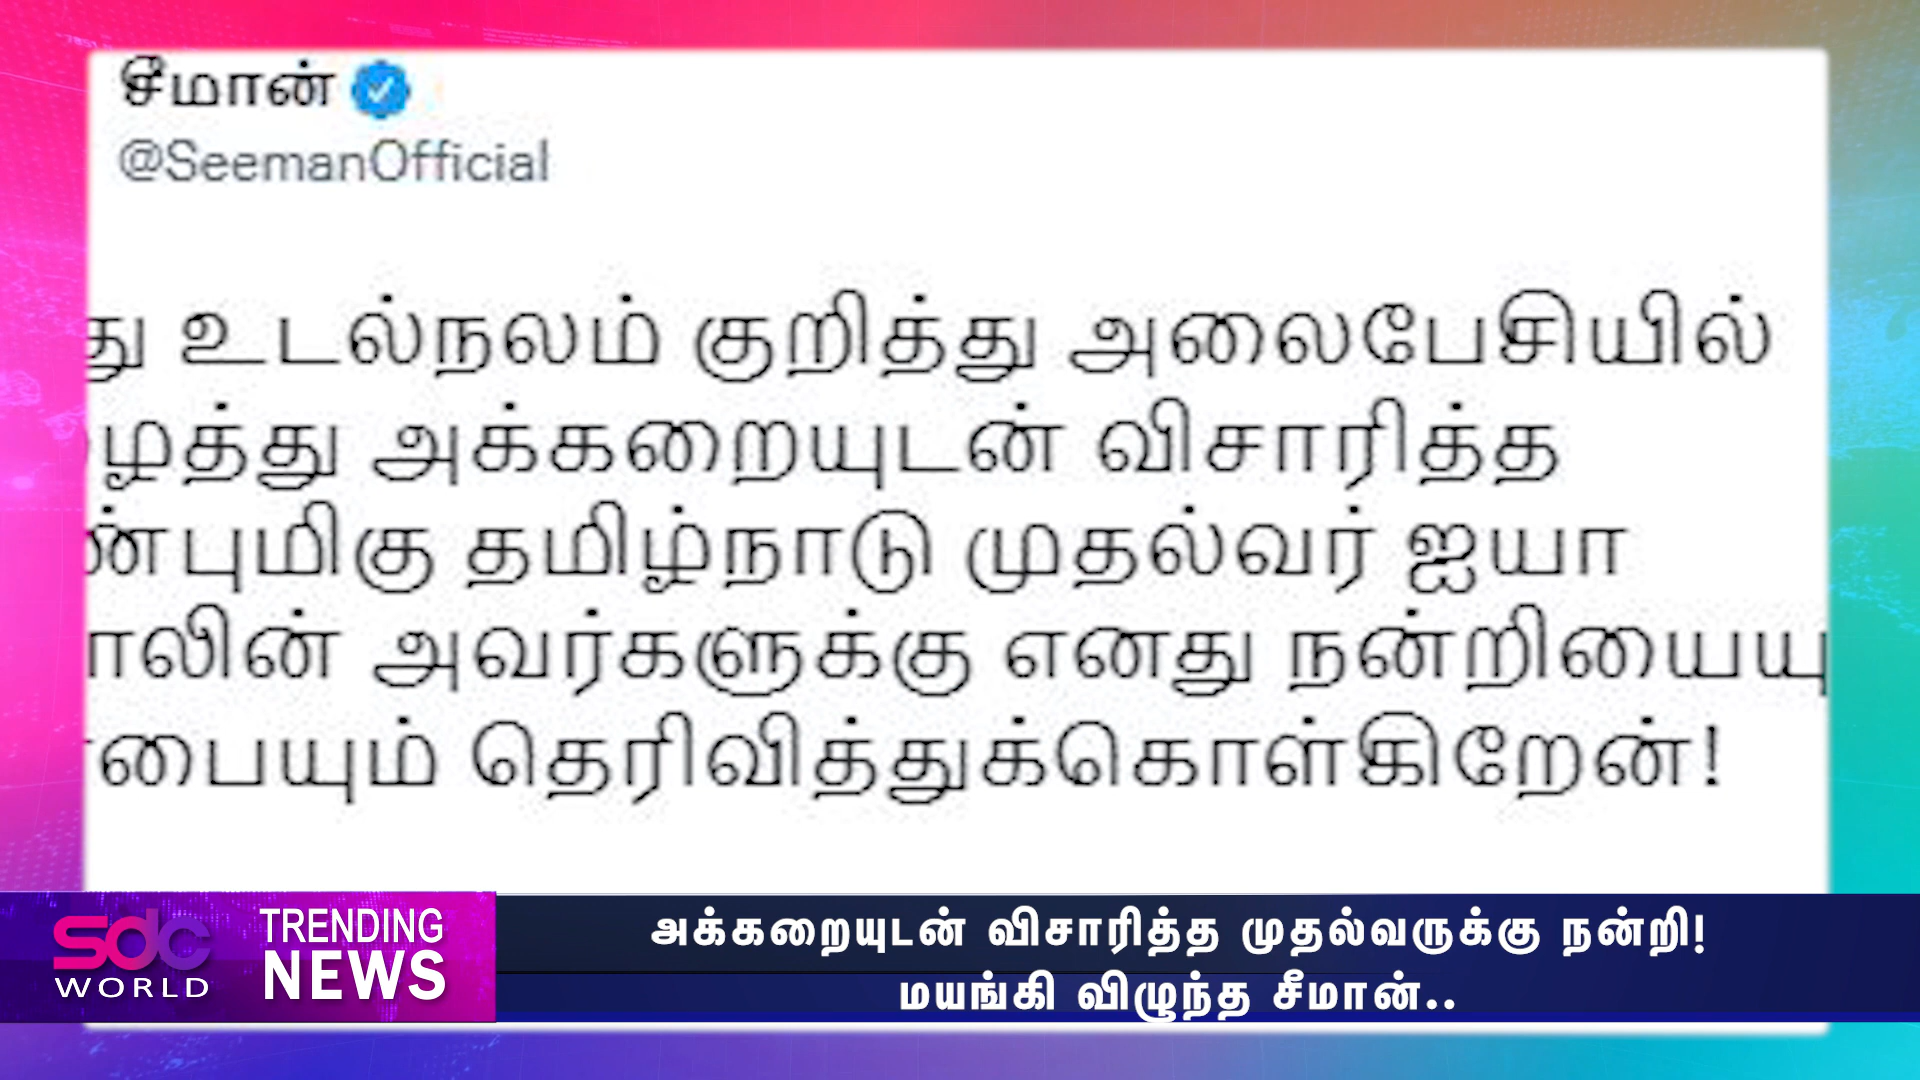 சீமான்
@SeemanOfficial
உடல்நலம் குறித்து அலைபேசியில்
அக்கறையுடன் விசாரித்த
தமிழ்நாடு முதல்வர் ஐயா
அவர்களுக்கு எனது
தெரிவித்துக்கொள்கிறேன்!
sdc
WORLD
TRENDING
NEWS
அக்கறையுடன் விசாரித்த முதல்வருக்கு நன்றி!
மயங்கி விழுந்த சீமான்..